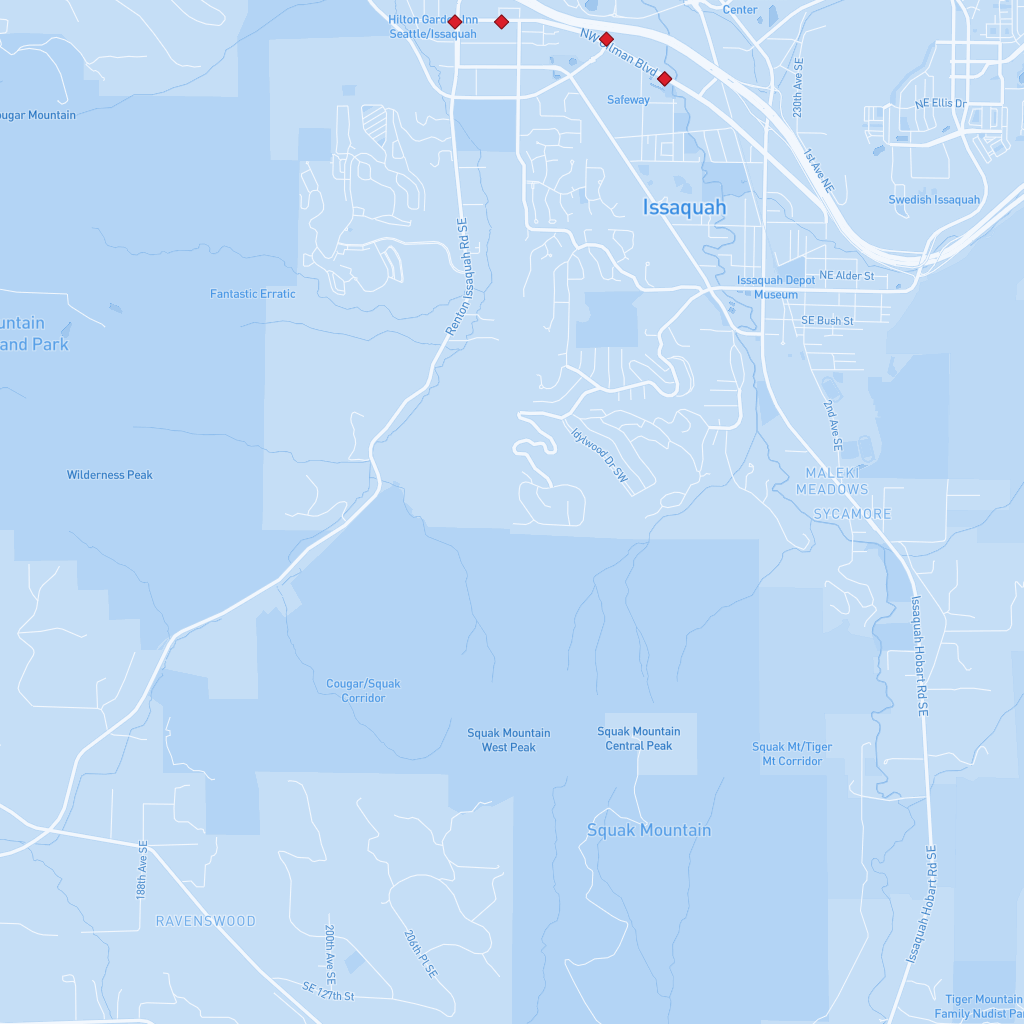 Center
Hilton Garden Inn
Seattle/Issaquah
NW Gilman Blvd
Safeway
230th Ave SE
NE Ellis Dr
ougar Mountain
1st Ave NE
Swedish Issaquah
Issaquah
Renton Issaquah Rd SE
Fantastic Erratic
Issaquah Depot
Museum
NE Alder St
SE Bush St
untain
and Park
2nd Ave SE
Idylwood Dr SW
Wilderness Peak
MALEKI
MEADOWS
SYCAMORE
Issaquah Hobart Rd SE
Cougar/Squak
Corridor
Squak Mountain
West Peak
Squak Mountain
Central Peak
Squak Mt/Tiger
Mt Corridor
Squak Mountain
188th Ave SE
Issaquah Hobart Rd SE
RAVENSWOOD
200th Ave SE
206th Pl SE
SE 127th St
Tiger Mountain
Family Nudist Par